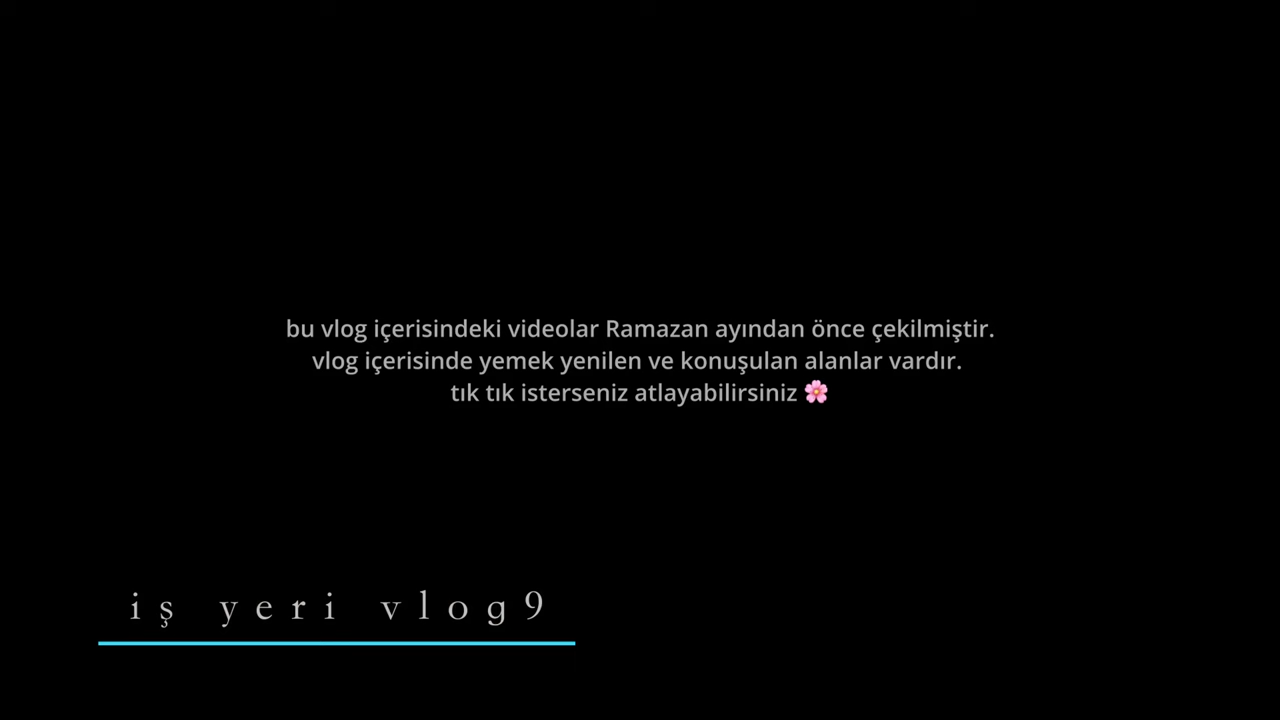 bu vlog içerisindeki videolar Ramazan ayından önce çekilmiştir.
vlog içerisinde yemek yenilen ve konuşulan alanlar vardır.
tık tık isterseniz atlayabilirsiniz 🌸
iş yeri vlog9